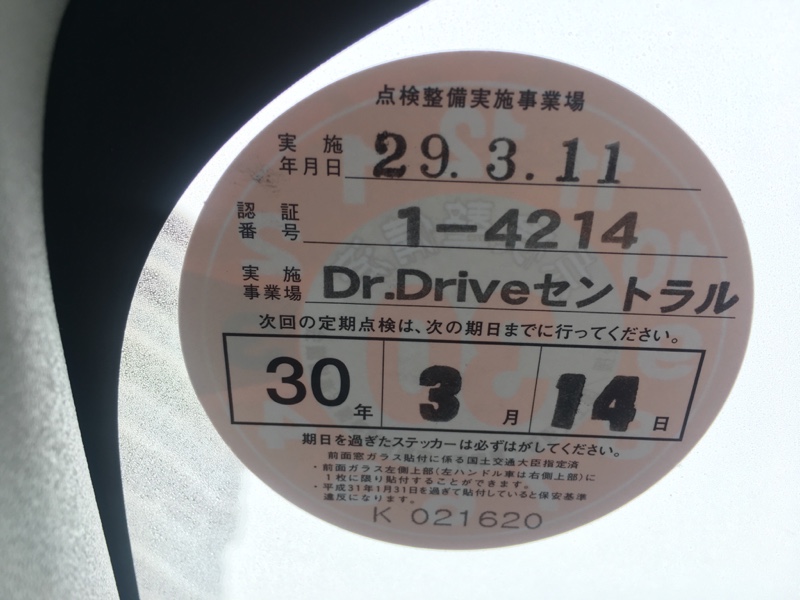 点検整備実施事業場
実施年月日 29.3.11
認証番号 1-4214
実施事業場 Dr.Driveセントラル
次回の定期点検は、次の期日までに行ってください。
30年 3月 14日
期日を過ぎたステッカーは必ずはがしてください。
前面窓ガラス貼付に係る国土交通大臣指定済
・前面ガラス左側上部(左ハンドル車は右側上部)に
1枚に限り貼付することができます。
・平成31年1月31日を過ぎて貼付していると保安基準
違反になります。
K 021620